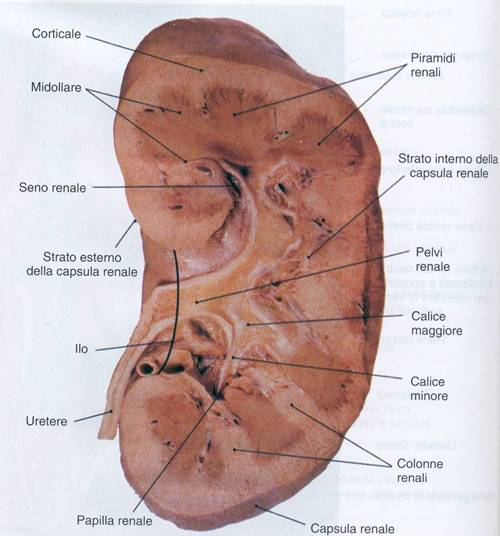 Corticale
Midollare
Seno renale
Strato esterno
della capsula renale
Ilo
Uretere
Papilla renale
Piramidi
renali
Strato interno della
capsula renale
Pelvi
renale
Calice
maggiore
Calice
minore
Colonne
renali
Capsula renale